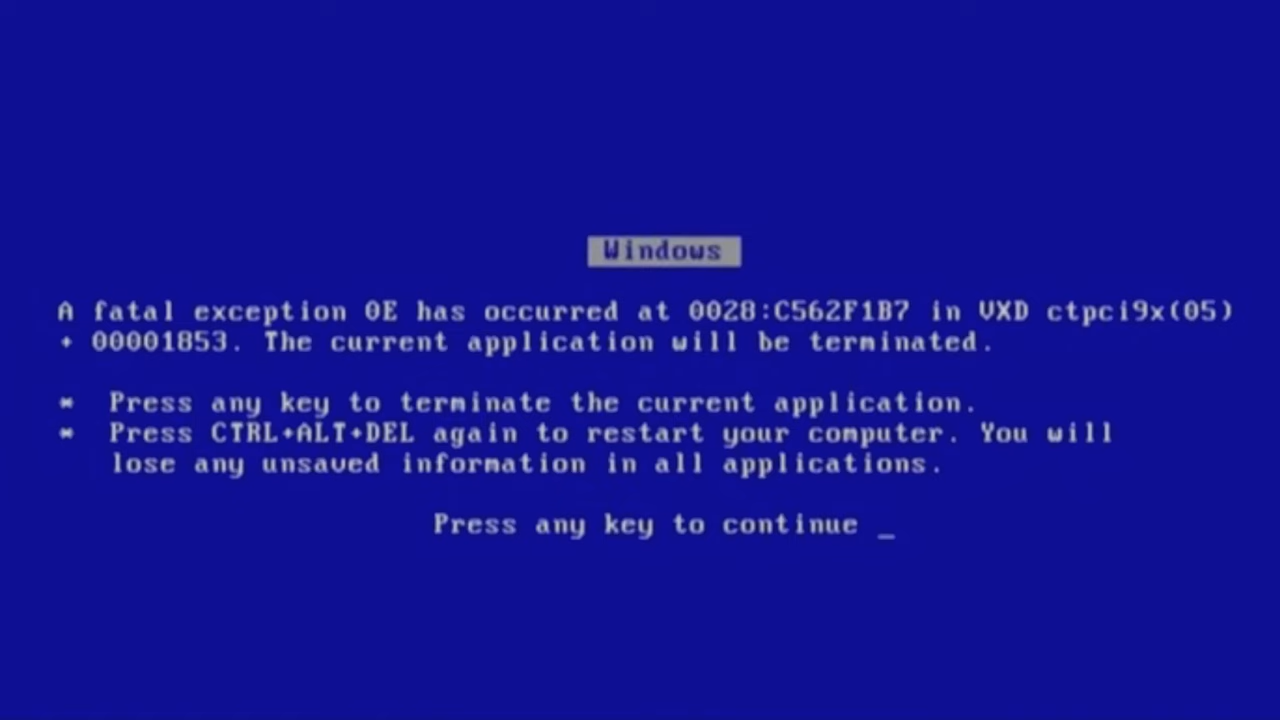 Windows
A fatal exception 0E has occurred at 0028:C562F1B7 in VXD ctpci9x(05)
+ 00001853. The current application will be terminated.
* Press any key to terminate the current application.
* Press CTRL+ALT+DEL again to restart your computer. You will
lose any unsaved information in all applications.
Press any key to continue _